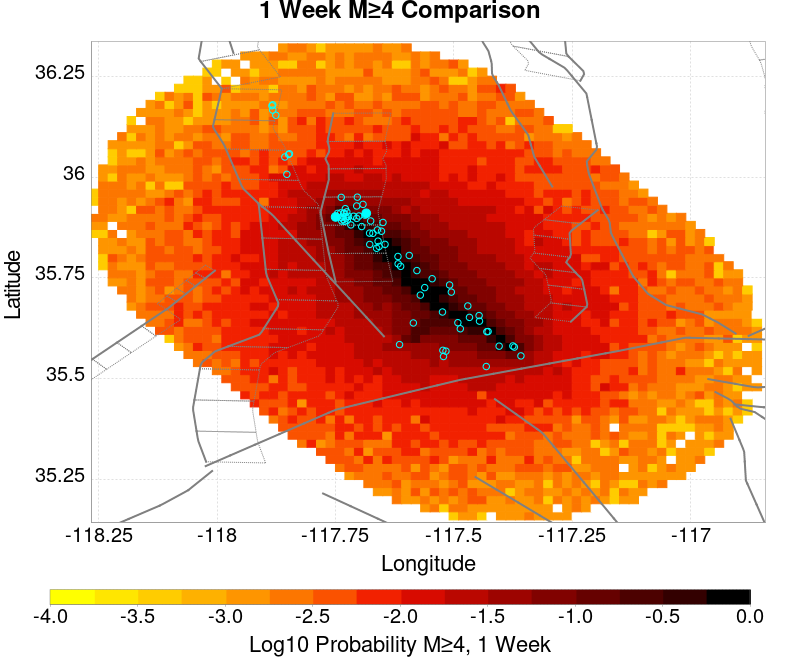 1 Week M≥4 Comparison
36.25
36
35.75
35.5
35.25
Latitude
-118.25 -118 -117.75 -117.5 -117.25 -117
Longitude
-4.0 -3.5 -3.0 -2.5 -2.0 -1.5 -1.0 -0.5 0.0
Log10 Probability M≥4, 1 Week